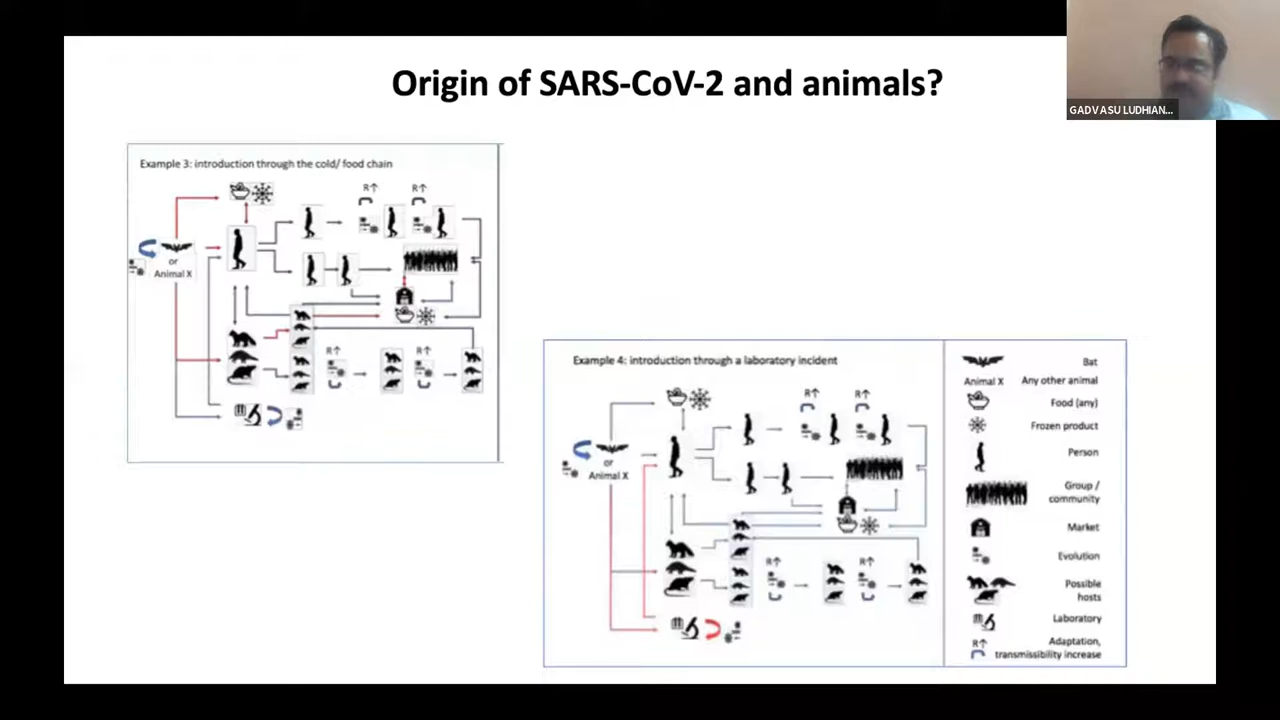 Origin of SARS-CoV-2 and animals?
GADVASU LUDHIAN...
Example 3: introduction through the cold/ food chain
R↑ R↑
or
Animal X
R↑ R↑
Example 4: introduction through a laboratory incident
R↑ R↑
or
Animal X
R↑ R↑
Bat
Animal X Any other animal
Food (any)
Frozen product
Person
Group /
community
Market
Evolution
Possible
hosts
Laboratory
R↑ Adaptation,
transmissibility increase